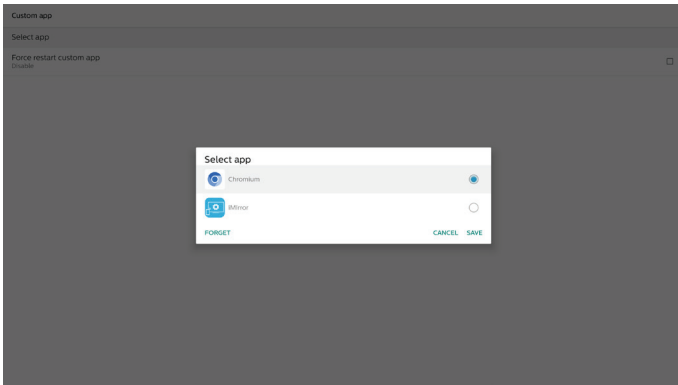 Custom app
Select app
Force restart custom app
Disable
Select app
Chromium
iMirror
FORGET
CANCEL SAVE